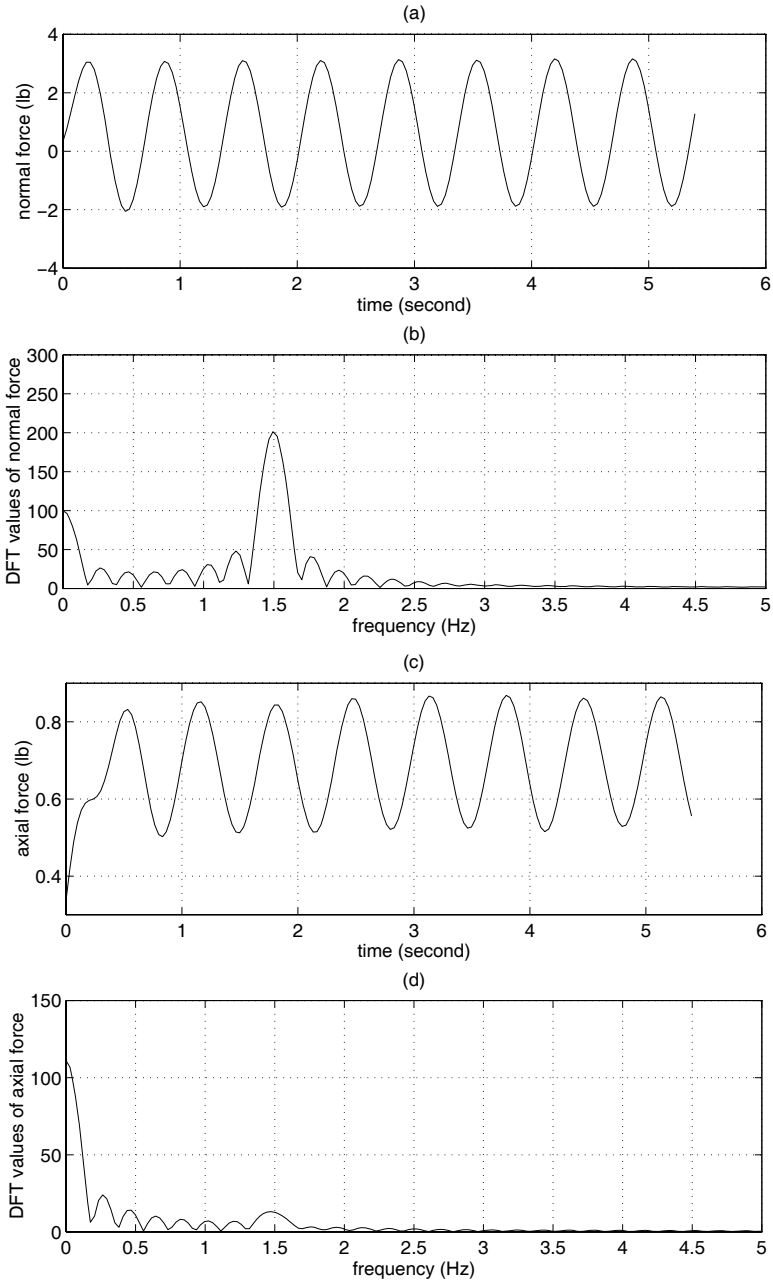 (a)
4
2
0
−2
−4
normal force (lb)
0 1 2 3 4 5 6
time (second)
(b)
300
250
200
150
100
50
0
DFT values of normal force
0 0.5 1 1.5 2 2.5 3 3.5 4 4.5 5
frequency (Hz)
(c)
0.8
0.6
0.4
axial force (lb)
0 1 2 3 4 5 6
time (second)
(d)
150
100
50
0
DFT values of axial force
0 0.5 1 1.5 2 2.5 3 3.5 4 4.5 5
frequency (Hz)